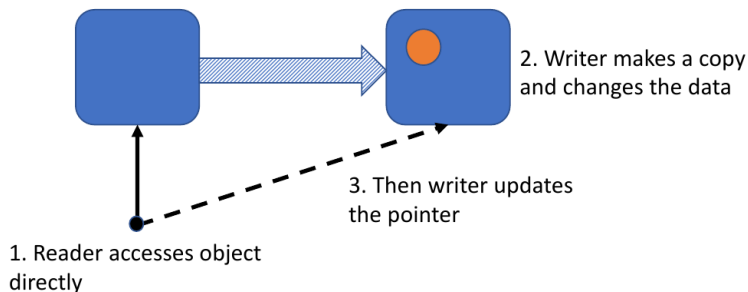 2. Writer makes a copy
and changes the data
3. Then writer updates
the pointer
1. Reader accesses object
directly